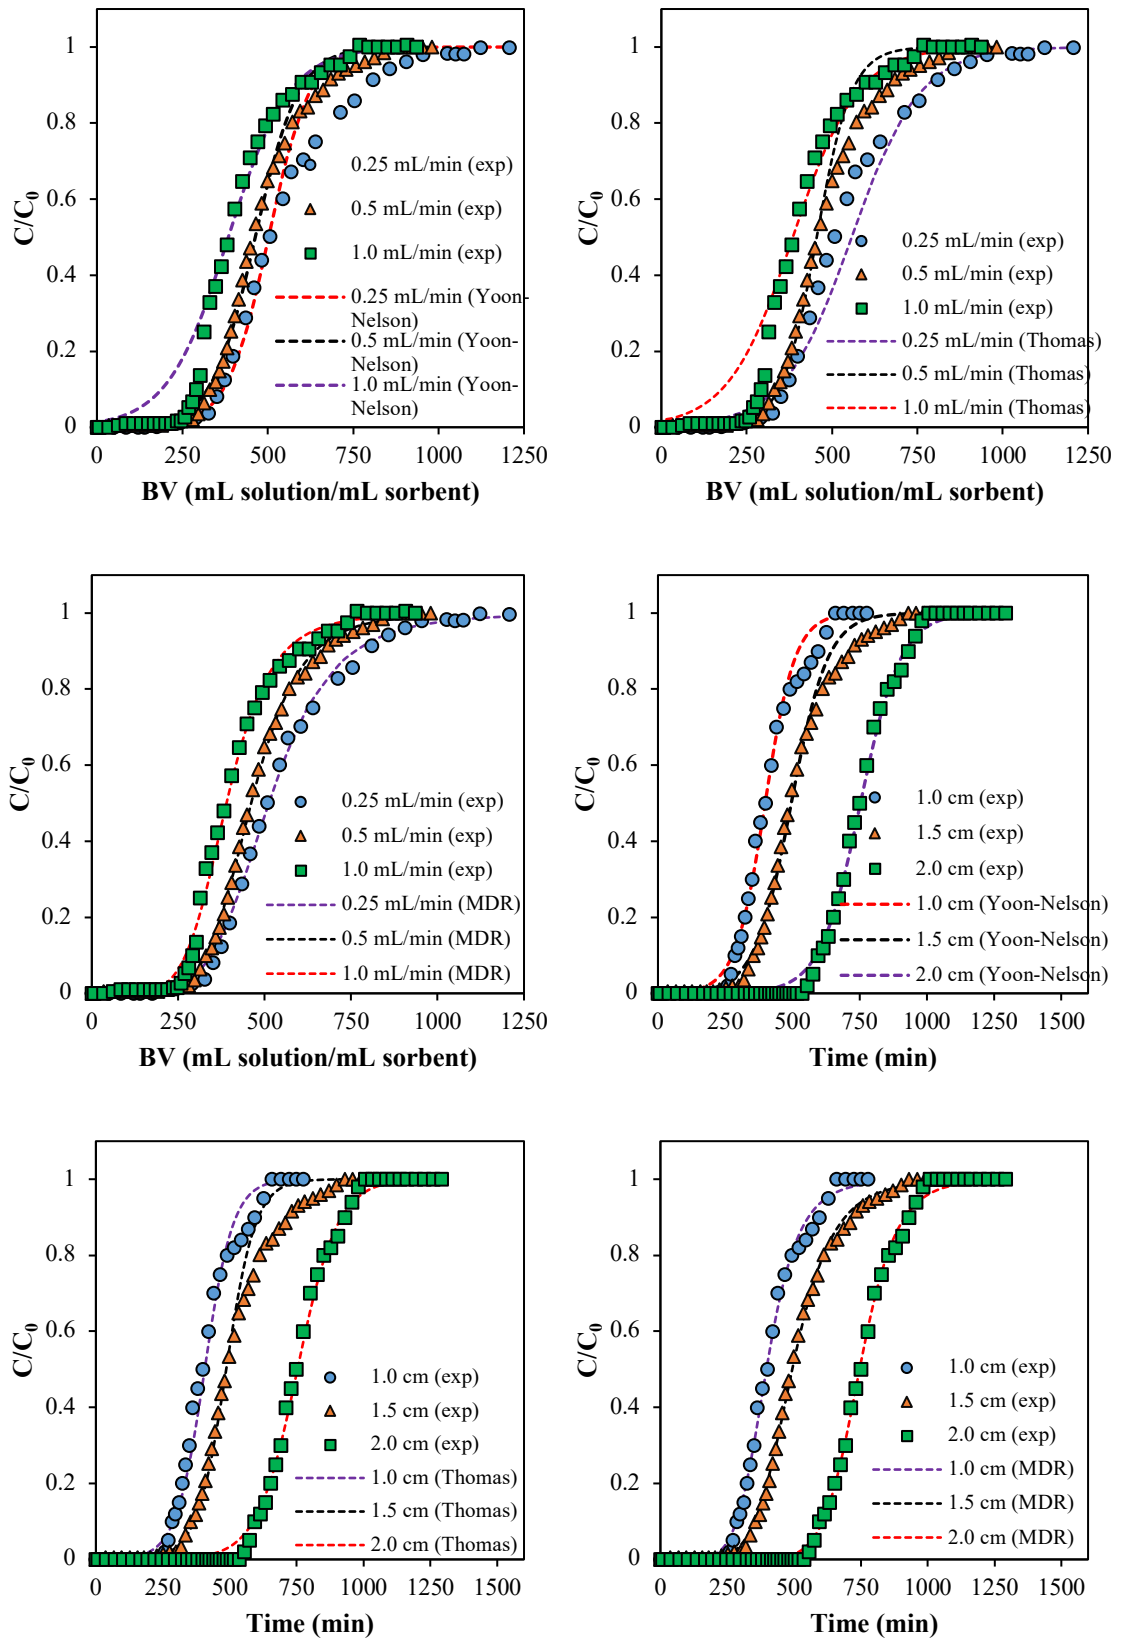 1
0.8
0.6
0.4
0.2
0
C/C0
0.25 mL/min (exp)
0.5 mL/min (exp)
1.0 mL/min (exp)
0.25 mL/min (Yoon-
Nelson)
0.5 mL/min (Yoon-
Nelson)
1.0 mL/min (Yoon-
Nelson)
0 250 500 750 1000 1250
BV (mL solution/mL sorbent)
1
0.8
0.6
0.4
0.2
0
C/C0
0.25 mL/min (exp)
0.5 mL/min (exp)
1.0 mL/min (exp)
0.25 mL/min (Thomas)
0.5 mL/min (Thomas)
1.0 mL/min (Thomas)
0 250 500 750 1000 1250
BV (mL solution/mL sorbent)
1
0.8
0.6
0.4
0.2
0
C/C0
0.25 mL/min (exp)
0.5 mL/min (exp)
1.0 mL/min (exp)
0.25 mL/min (MDR)
0.5 mL/min (MDR)
1.0 mL/min (MDR)
0 250 500 750 1000 1250
BV (mL solution/mL sorbent)
1
0.8
0.6
0.4
0.2
0
C/C0
1.0 cm (exp)
1.5 cm (exp)
2.0 cm (exp)
1.0 cm (Yoon-Nelson)
1.5 cm (Yoon-Nelson)
2.0 cm (Yoon-Nelson)
0 250 500 750 1000 1250 1500
Time (min)
1
0.8
0.6
0.4
0.2
0
C/C0
1.0 cm (exp)
1.5 cm (exp)
2.0 cm (exp)
1.0 cm (Thomas)
1.5 cm (Thomas)
2.0 cm (Thomas)
0 250 500 750 1000 1250 1500
Time (min)
1
0.8
0.6
0.4
0.2
0
C/C0
1.0 cm (exp)
1.5 cm (exp)
2.0 cm (exp)
1.0 cm (MDR)
1.5 cm (MDR)
2.0 cm (MDR)
0 250 500 750 1000 1250 1500
Time (min)